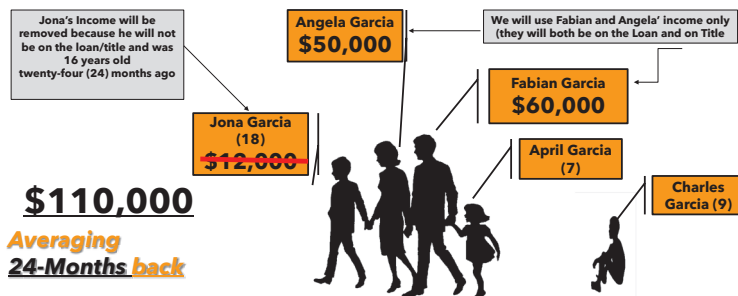 Jona's Income will be
removed because he will not
be on the loan/title and was
16 years old
twenty-four (24) months ago
Angela Garcia
$50,000
We will use Fabian and Angela' income only
(they will both be on the Loan and on Title
Fabian Garcia
$60,000
Jona Garcia
(18)
$12,000
April Garcia
(7)
Charles
Garcia (9)
$110,000
Averaging
24-Months back